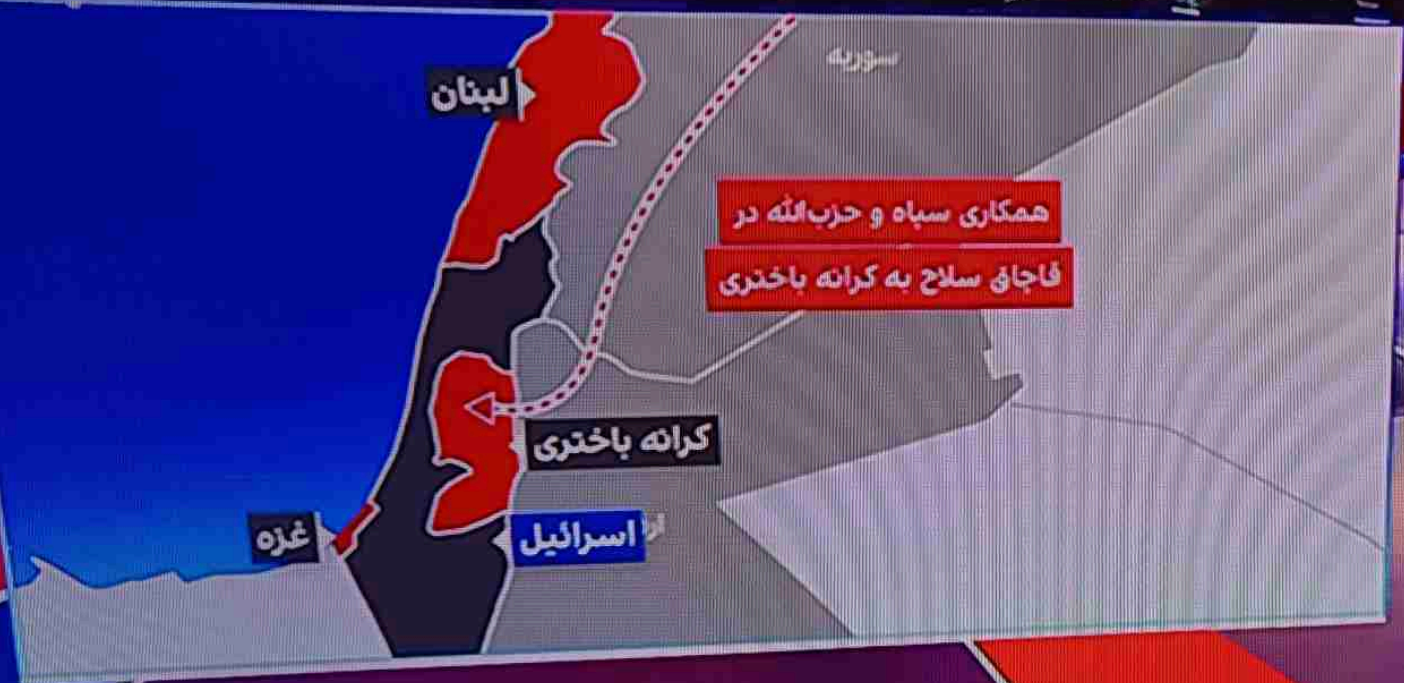 سوریه
لبنان
همکاری سپاه و حزب‌الله در
قاچاق سلاح به کرانه باختری
کرانه باختری
غزه
اسرائیل